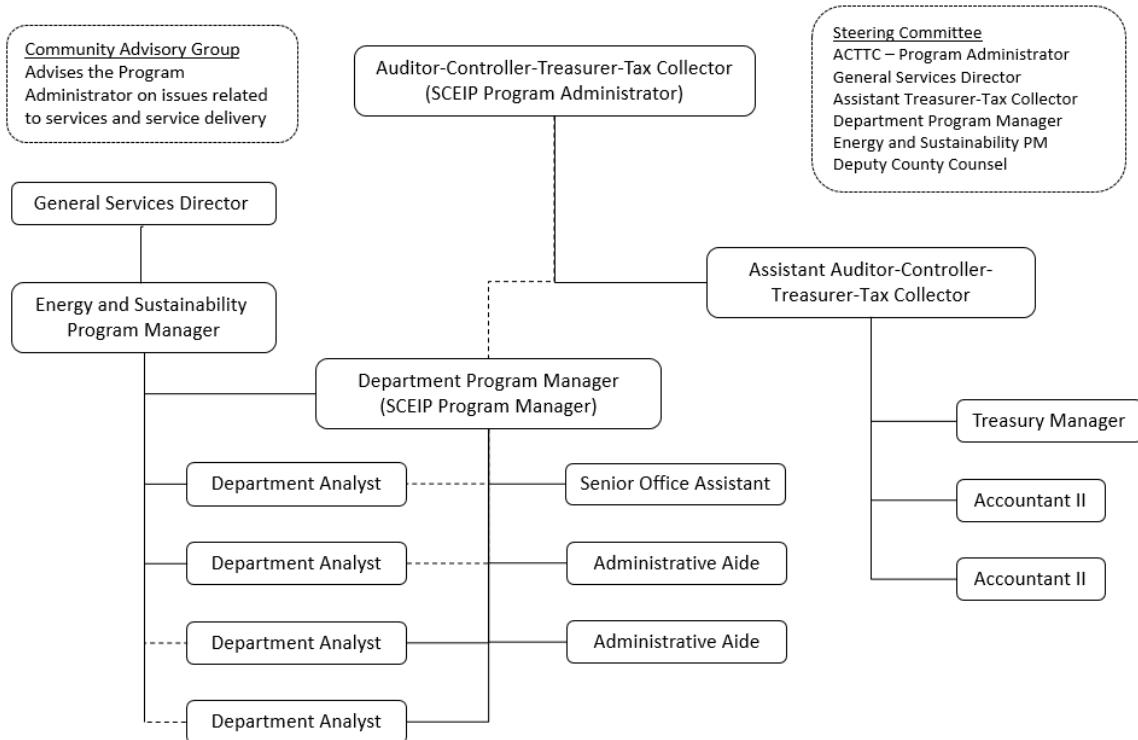 Community Advisory Group
Advises the Program
Administrator on issues related
to services and service delivery
Auditor-Controller-Treasurer-Tax Collector
(SCEIP Program Administrator)
Steering Committee
ACTTC – Program Administrator
General Services Director
Assistant Treasurer-Tax Collector
Department Program Manager
Energy and Sustainability PM
Deputy County Counsel
General Services Director
Energy and Sustainability
Program Manager
Assistant Auditor-Controller-
Treasurer-Tax Collector
Department Program Manager
(SCEIP Program Manager)
Treasury Manager
Department Analyst
Senior Office Assistant
Accountant II
Department Analyst
Administrative Aide
Accountant II
Department Analyst
Administrative Aide
Department Analyst